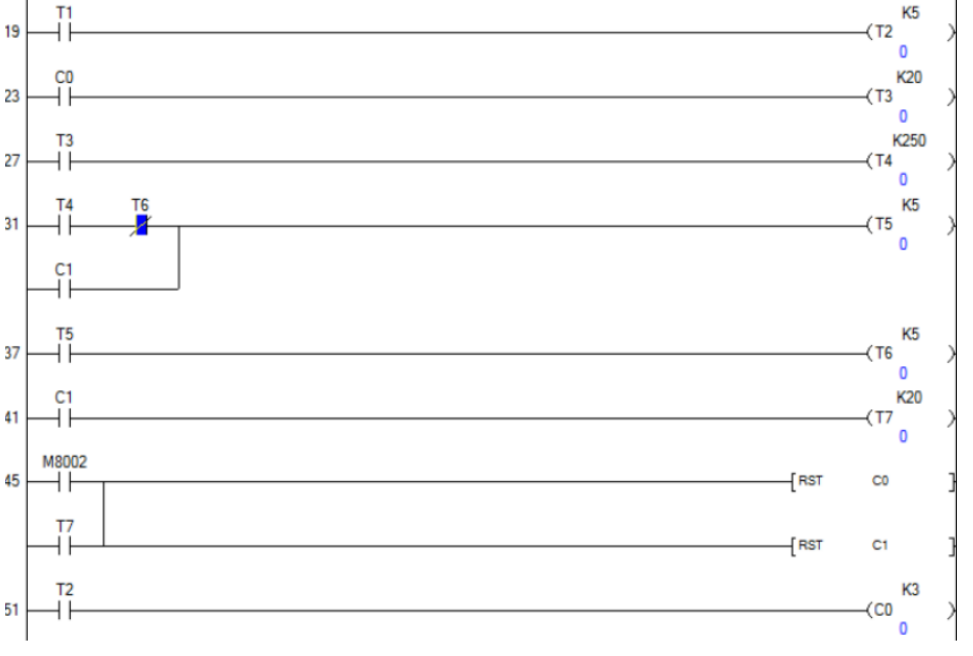 T1 K5
19 (T2 )
0
C0 K20
23 (T3 )
0
T3 K250
27 (T4 )
0
T4 T6 K5
31 (T5 )
0
C1
T5 K5
37 (T6 )
0
C1 K20
41 (T7 )
0
M8002
45 [RST C0 ]
T7
[RST C1 ]
T2 K3
51 (C0 )
0